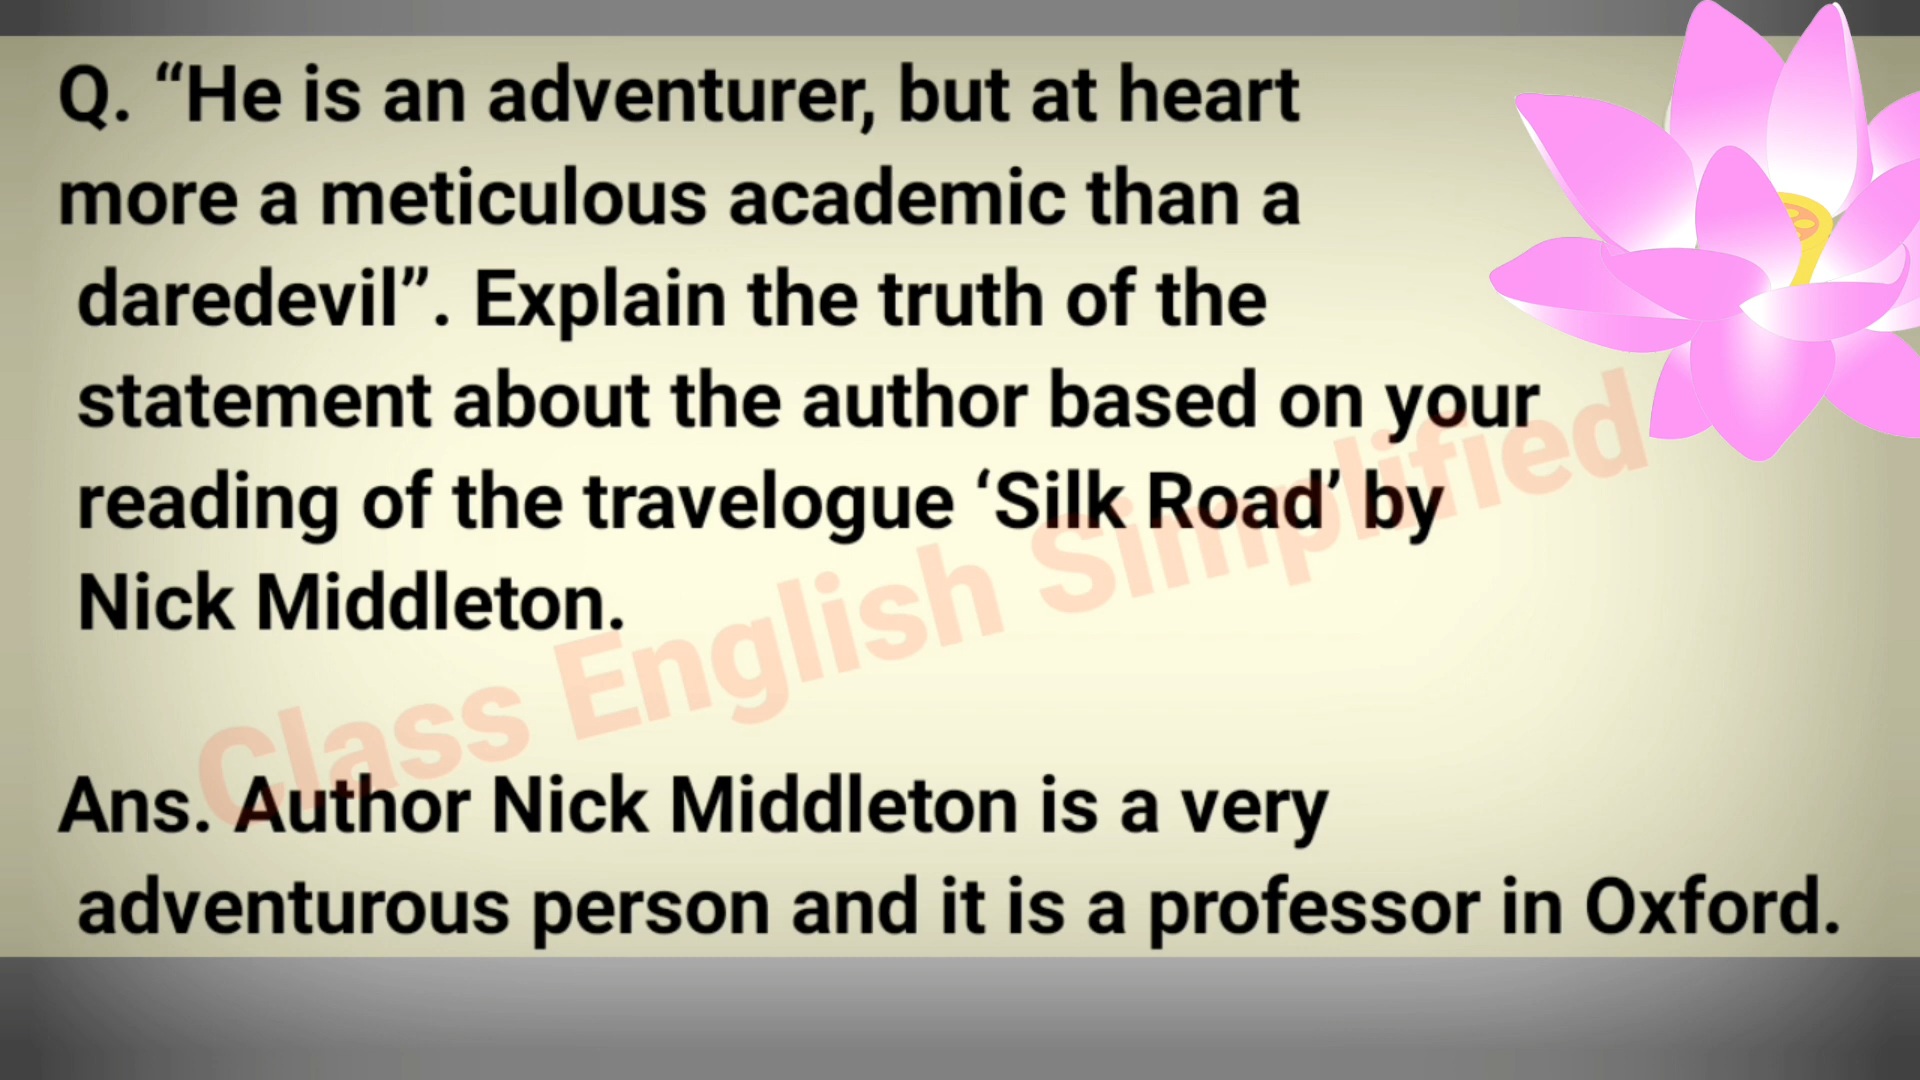 Q. “He is an adventurer, but at heart
more a meticulous academic than a
daredevil”. Explain the truth of the
statement about the author based on your
reading of the travelogue ‘Silk Road’ by
Nick Middleton.
Class English Simplified
Ans. Author Nick Middleton is a very
adventurous person and it is a professor in Oxford.